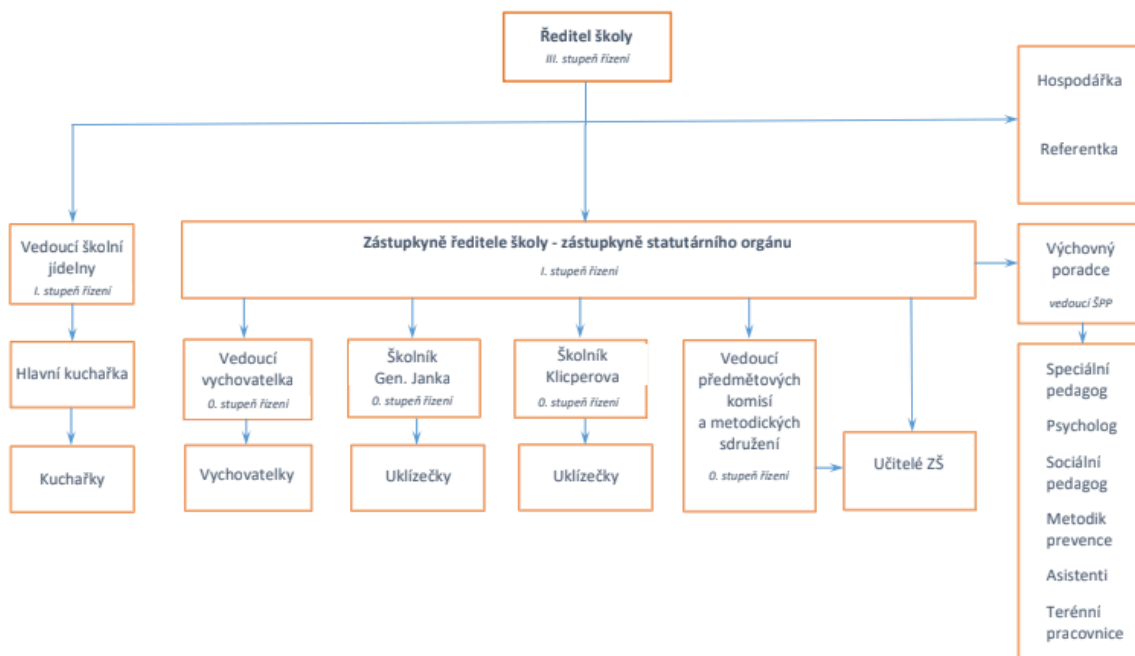 Ředitel školy
III. stupeň řízení
Hospodářka
Referentka
Vedoucí školní
jídelny
I. stupeň řízení
Zástupkyně ředitele školy - zástupkyně statutárního orgánu
I. stupeň řízení
Výchovný
poradce
vedoucí ŠPP
Hlavní kuchařka
Vedoucí
vychovatelka
0. stupeň řízení
Školník
Gen. Janka
0. stupeň řízení
Školník
Klicperova
0. stupeň řízení
Vedoucí
předmětových
komisí
a metodických
sdružení
0. stupeň řízení
Kuchařky
Vychovatelky
Uklízečky
Uklízečky
Učitelé ZŠ
Speciální
pedagog
Psycholog
Sociální
pedagog
Metodik
prevence
Asistenti
Terénní
pracovnice